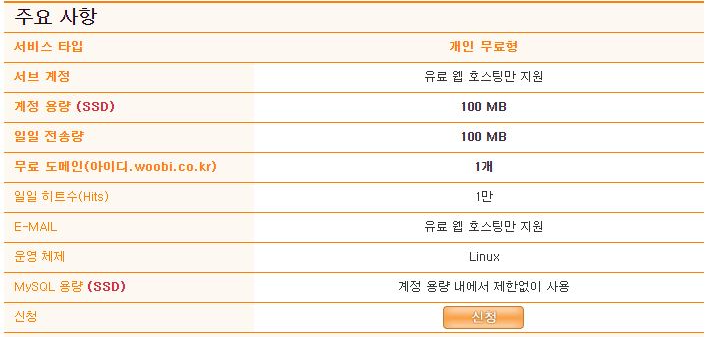 주요 사항
서비스 타입 개인 무료형
서브 계정 유료 웹 호스팅만 지원
계정 용량 (SSD) 100 MB
일일 전송량 100 MB
무료 도메인(아이디.woobi.co.kr) 1개
일일 히트수(Hits) 1만
E-MAIL 유료 웹 호스팅만 지원
운영 체제 Linux
MySQL 용량 (SSD) 계정 용량 내에서 제한없이 사용
신청 신청